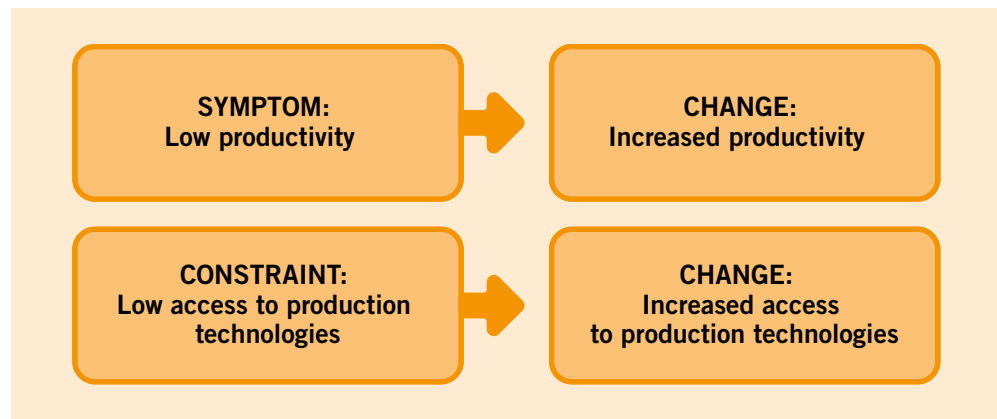 SYMPTOM:
Low productivity
CHANGE:
Increased productivity
CONSTRAINT:
Low access to production
technologies
CHANGE:
Increased access
to production technologies